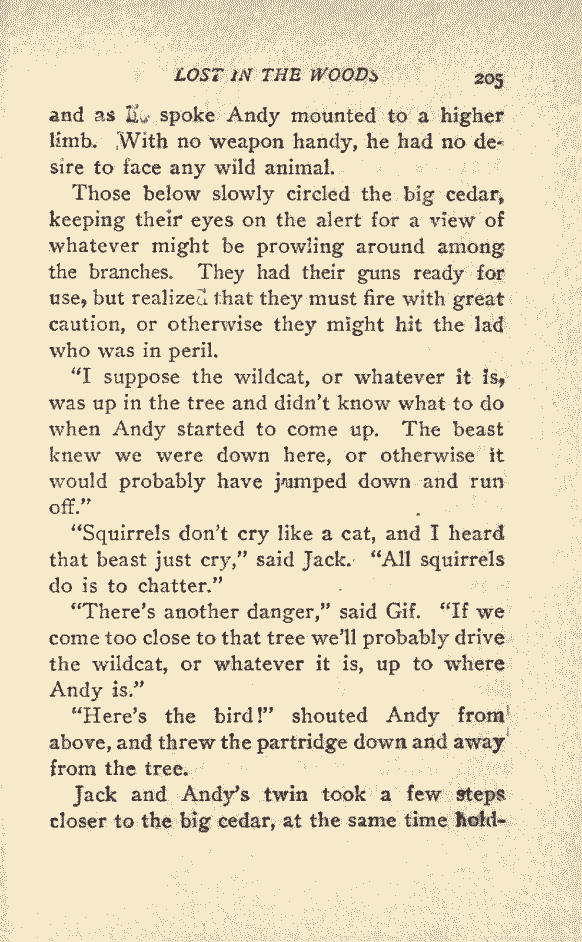 LOST IN THE WOODS 205
and as he spoke Andy mounted to a higher
limb. With no weapon handy, he had no de-
sire to face any wild animal.
Those below slowly circled the big cedar,
keeping their eyes on the alert for a view of
whatever might be prowling around among
the branches. They had their guns ready for
use, but realized that they must fire with great
caution, or otherwise they might hit the lad
who was in peril.
"I suppose the wildcat, or whatever it is,
was up in the tree and didn't know what to do
when Andy started to come up. The beast
knew we were down here, or otherwise it
would probably have jumped down and run
off."
"Squirrels don't cry like a cat, and I heard
that beast just cry," said Jack. "All squirrels
do is to chatter."
"There's another danger," said Gif. "If we
come too close to that tree we'll probably drive
the wildcat, or whatever it is, up to where
Andy is."
"Here's the bird!" shouted Andy from
above, and threw the partridge down and away
from the tree.
Jack and Andy's twin took a few steps
closer to the big cedar, at the same time hold-